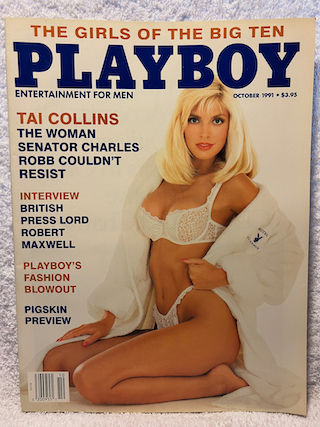 THE GIRLS OF THE BIG TEN
PLAYBOY
ENTERTAINMENT FOR MEN
OCTOBER 1991 • $3.95
TAI COLLINS
THE WOMAN
SENATOR CHARLES
ROBB COULDN'T
RESIST
INTERVIEW
BRITISH
PRESS LORD
ROBERT
MAXWELL
PLAYBOY'S
FASHION
BLOWOUT
PIGSKIN
PREVIEW